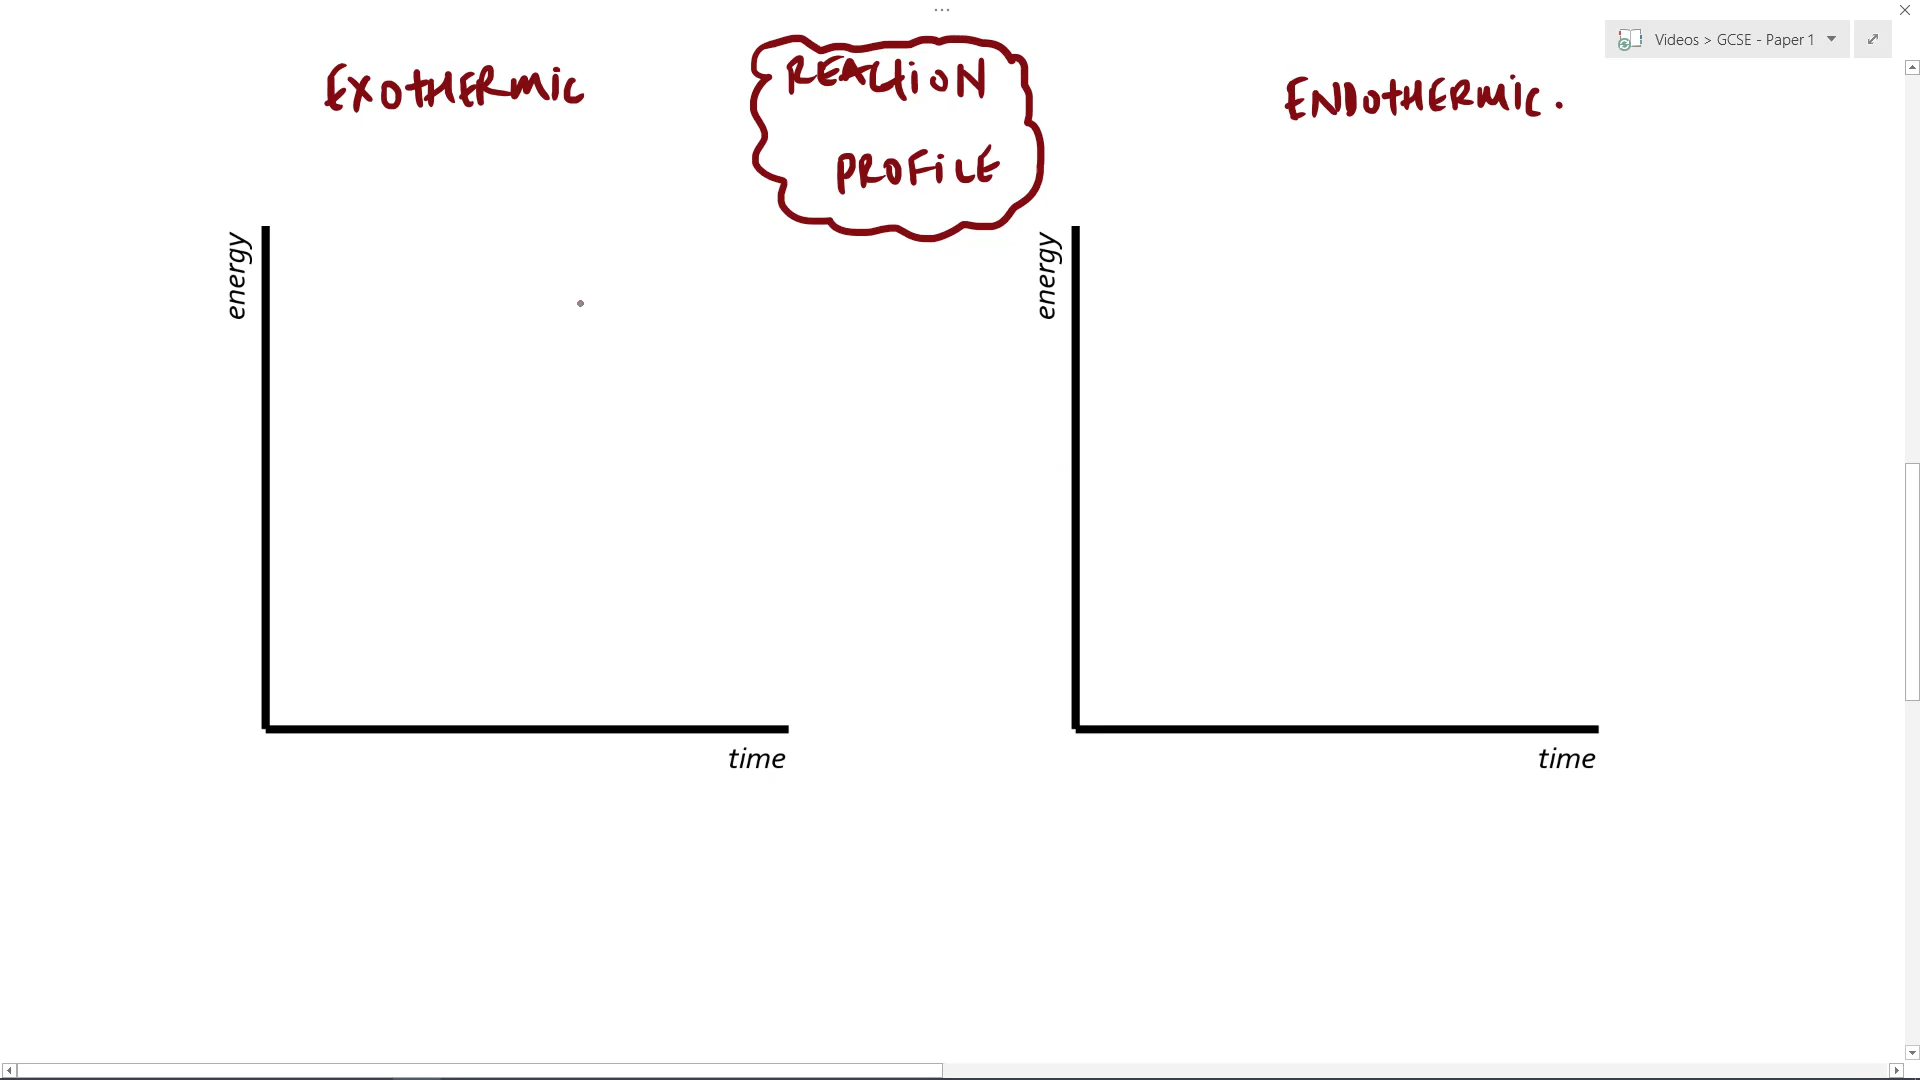 ...
Videos > GCSE - Paper 1
EXOTHERMIC
REACTION
PROFILE
ENDOTHERMIC.
energy
time
energy
time